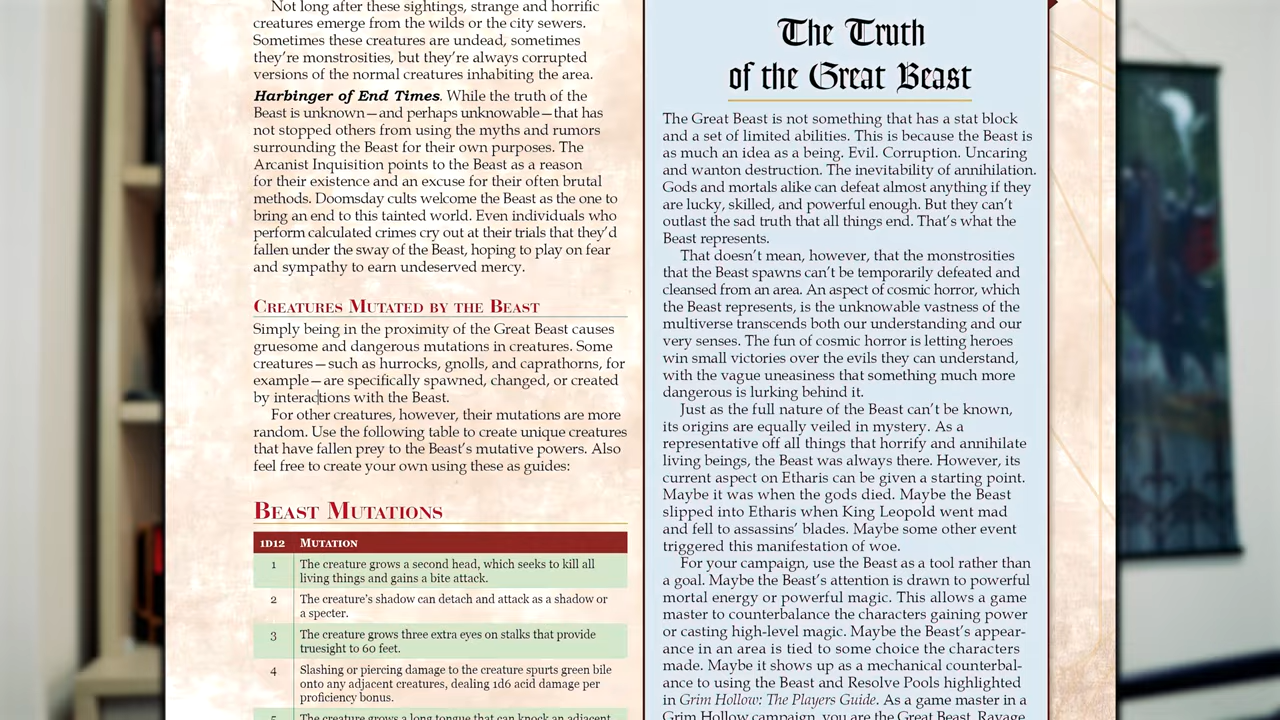 Not long after these sightings, strange and horrific
creatures emerge from the wilds or the city sewers.
Sometimes these creatures are undead, sometimes
they're monstrosities, but they're always corrupted
versions of the normal creatures inhabiting the area.
Harbinger of End Times. While the truth of the
Beast is unknown—and perhaps unknowable—that has
not stopped others from using the myths and rumors
surrounding the Beast for their own purposes. The
Arcanist Inquisition points to the Beast as a reason
for their existence and an excuse for their often brutal
methods. Doomsday cults welcome the Beast as the one to
bring an end to this tainted world. Even individuals who
perform calculated crimes cry out at their trials that they'd
fallen under the sway of the Beast, hoping to play on fear
and sympathy to earn undeserved mercy.
Creatures Mutated by the Beast
Simply being in the proximity of the Great Beast causes
gruesome and dangerous mutations in creatures. Some
creatures—such as hurrocks, gnolls, and caprathorns, for
example—are specifically spawned, changed, or created
by interactions with the Beast.
For other creatures, however, their mutations are more
random. Use the following table to create unique creatures
that have fallen prey to the Beast's mutative powers. Also
feel free to create your own using these as guides:
Beast Mutations
1D12 Mutation
1 The creature grows a second head, which seeks to kill all
living things and gains a bite attack.
2 The creature's shadow can detach and attack as a shadow or
a specter.
3 The creature grows three extra eyes on stalks that provide
truesight to 60 feet.
4 Slashing or piercing damage to the creature spurts green bile
onto any adjacent creatures, dealing 1d6 acid damage per
proficiency bonus.
5 The creature grows a long tongue that can knock an adjacent
The Truth
of the Great Beast
The Great Beast is not something that has a stat block
and a set of limited abilities. This is because the Beast is
as much an idea as a being. Evil. Corruption. Uncaring
and wanton destruction. The inevitability of annihilation.
Gods and mortals alike can defeat almost anything if they
are lucky, skilled, and powerful enough. But they can't
outlast the sad truth that all things end. That's what the
Beast represents.
That doesn't mean, however, that the monstrosities
that the Beast spawns can't be temporarily defeated and
cleansed from an area. An aspect of cosmic horror, which
the Beast represents, is the unknowable vastness of the
multiverse transcends both our understanding and our
very senses. The fun of cosmic horror is letting heroes
win small victories over the evils they can understand,
with the vague uneasiness that something much more
dangerous is lurking behind it.
Just as the full nature of the Beast can't be known,
its origins are equally veiled in mystery. As a
representative off all things that horrify and annihilate
living beings, the Beast was always there. However, its
current aspect on Etharis can be given a starting point.
Maybe it was when the gods died. Maybe the Beast
slipped into Etharis when King Leopold went mad
and fell to assassins' blades. Maybe some other event
triggered this manifestation of woe.
For your campaign, use the Beast as a tool rather than
a goal. Maybe the Beast's attention is drawn to powerful
mortal energy or powerful magic. This allows a game
master to counterbalance the characters gaining power
or casting high-level magic. Maybe the Beast's appear-
ance in an area is tied to some choice the characters
made. Maybe it shows up as a mechanical counterbal-
ance to using the Beast and Resolve Pools highlighted
in Grim Hollow: The Players Guide. As a game master in a
Grim Hollow campaign, you are the Great Beast. Ravage